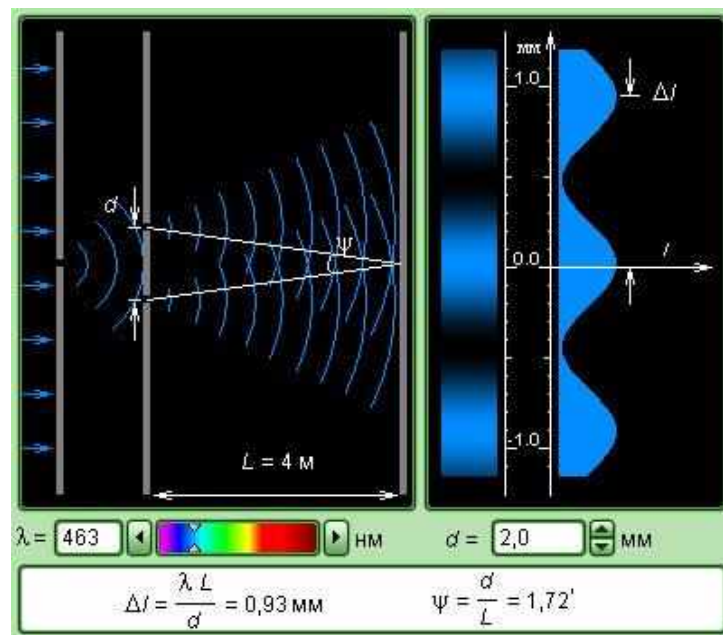 мм
1.0
Δl
d
ψ
l
0.0
-1.0
L = 4 м
λ = 463 нм
d = 2,0 мм
Δl = λ L / d = 0,93 мм
ψ = d / L = 1,72'